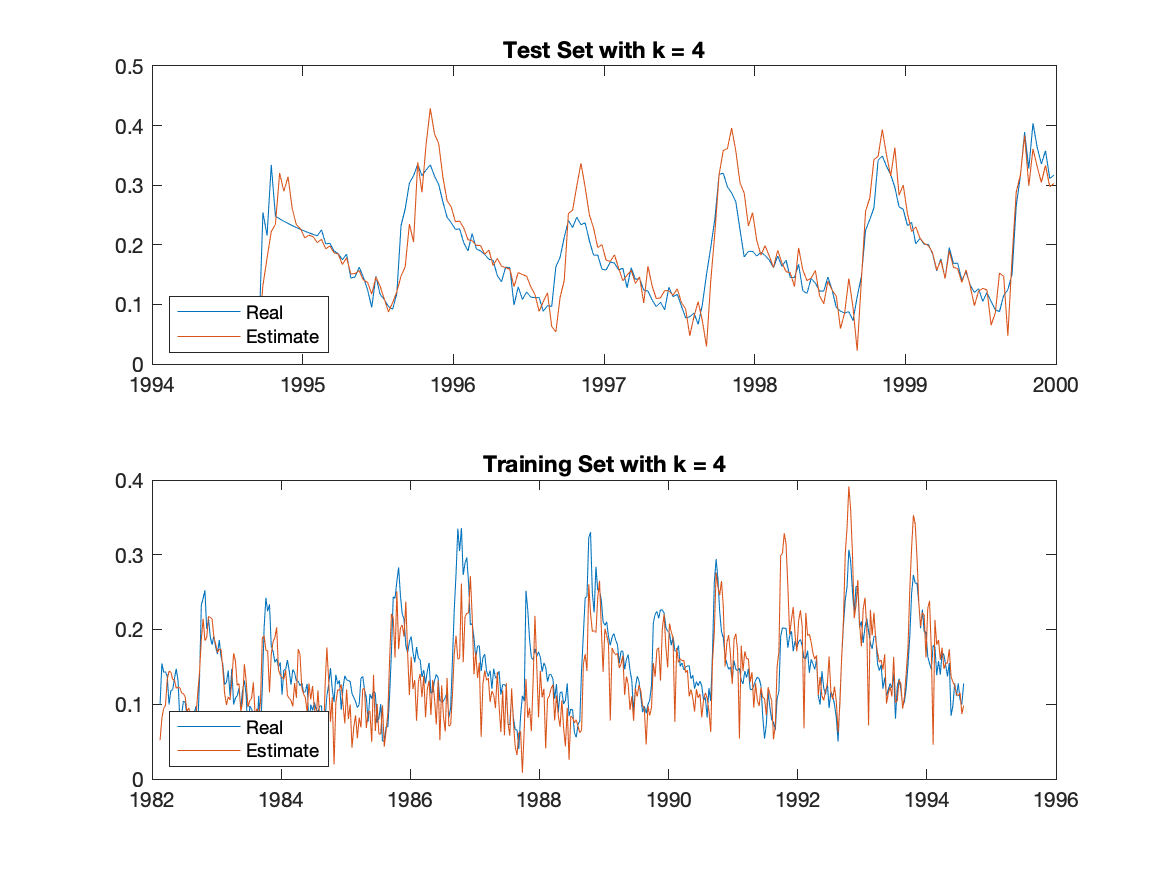 Test Set with k = 4
0.5
0.4
0.3
0.2
0.1
0
Real
Estimate
1994 1995 1996 1997 1998 1999 2000
Training Set with k = 4
0.4
0.3
0.2
0.1
0
Real
Estimate
1982 1984 1986 1988 1990 1992 1994 1996